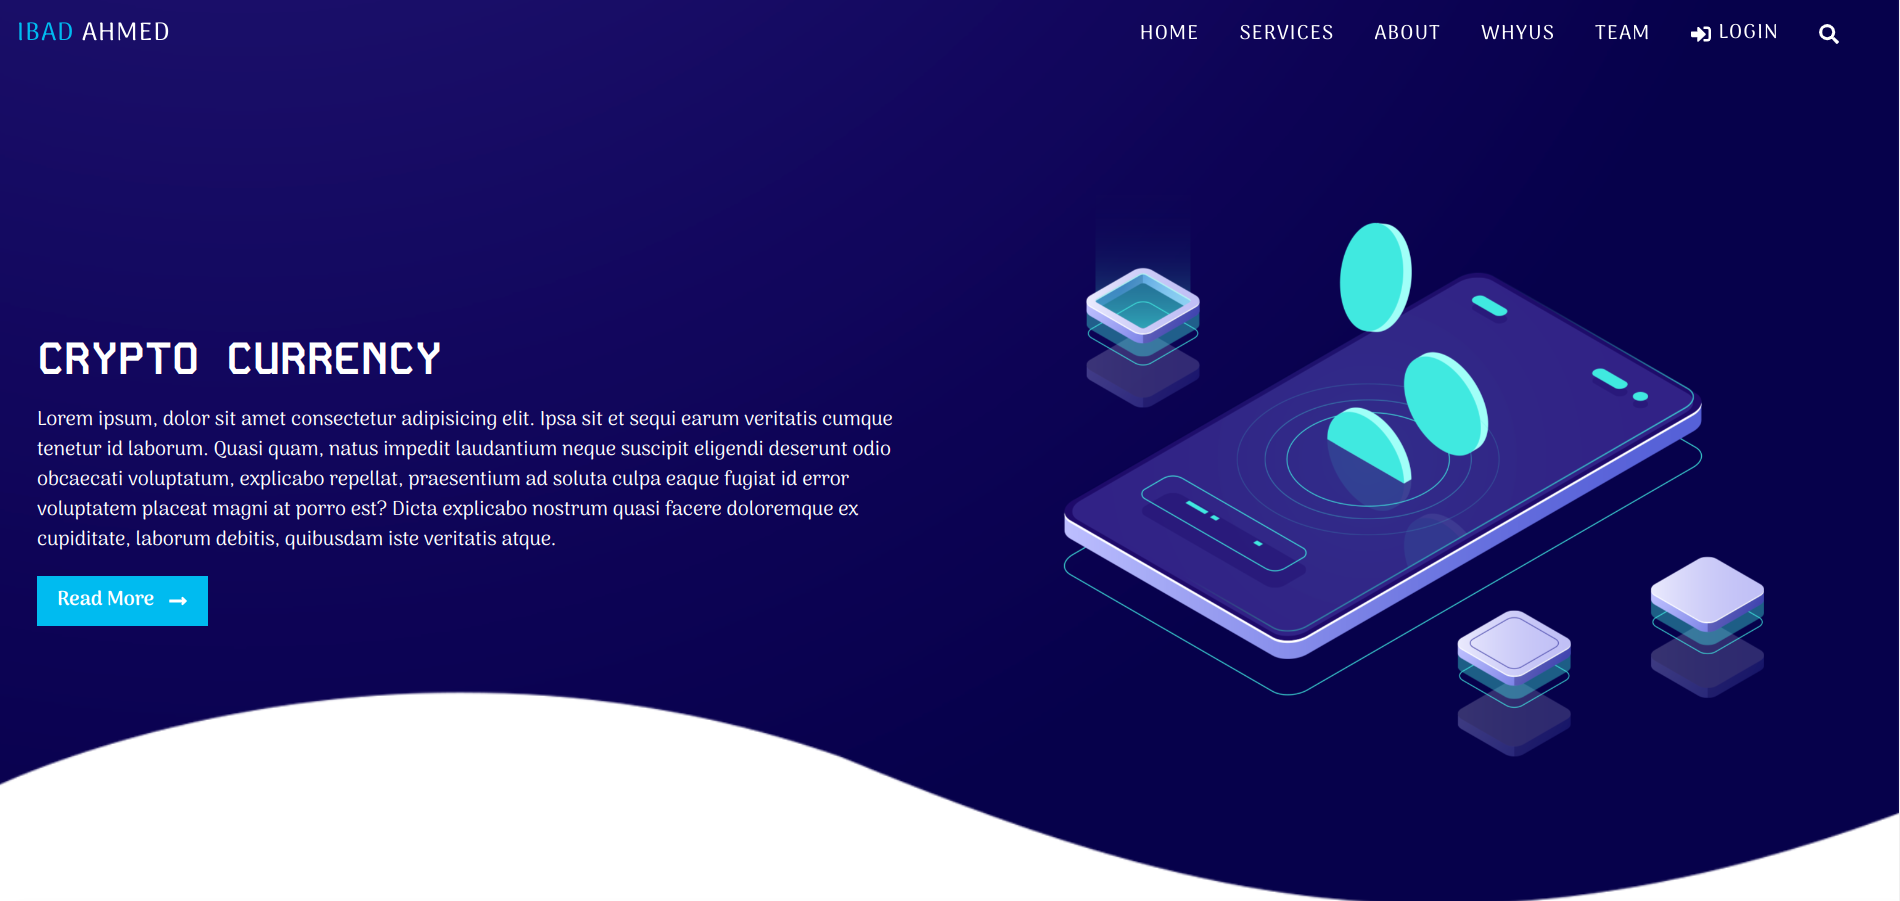 IBAD AHMED
HOME SERVICES ABOUT WHYUS TEAM LOGIN
CRYPTO CURRENCY
Lorem ipsum, dolor sit amet consectetur adipisicing elit. Ipsa sit et sequi earum veritatis cumque
tenetur id laborum. Quasi quam, natus impedit laudantium neque suscipit eligendi deserunt odio
obcaecati voluptatum, explicabo repellat, praesentium ad soluta culpa eaque fugiat id error
voluptatem placeat magni at porro est? Dicta explicabo nostrum quasi facere doloremque ex
cupiditate, laborum debitis, quibusdam iste veritatis atque.
Read More